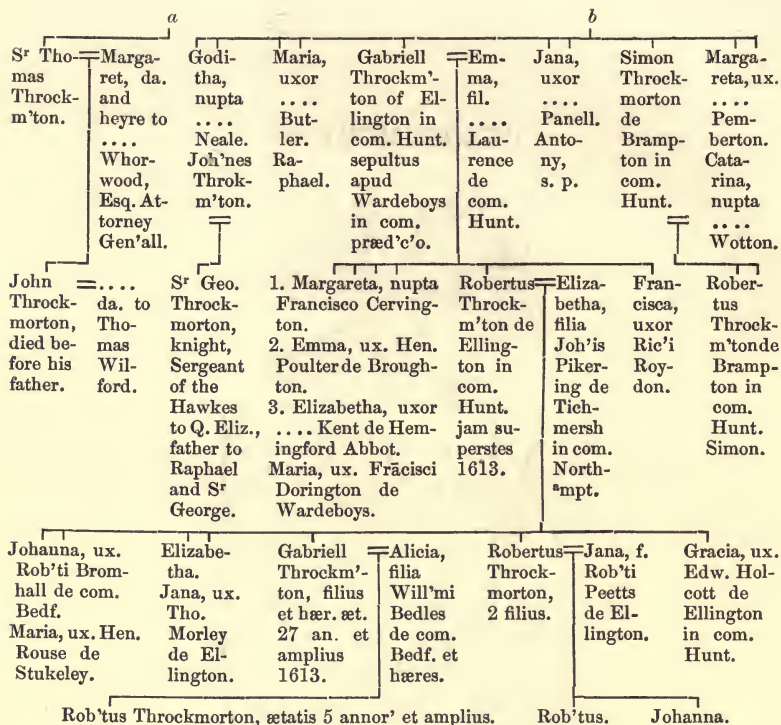 a b
Sʳ Tho-
mas
Throck-
m'ton.
Marga-
ret, da.
and
heyre to
....
Whor-
wood,
Esq. At-
torney
Gen'all.
Godi-
tha,
nupta
....
Neale.
Joh'nes
Throk-
m'ton.
Maria,
uxor
....
But-
ler.
Ra-
phael.
Gabriell
Throckm'-
ton of El-
lington in
com. Hunt.
sepultus
apud
Wardeboys
in com.
præd'c'o.
Em-
ma,
fil.
....
Lau-
rence
de
com.
Hunt.
Jana,
uxor
....
Panell.
Anto-
ny,
s. p.
Simon
Throck-
morton
de
Bramp-
ton in
com.
Hunt.
Marga-
reta, ux.
....
Pem-
berton.
Cata-
rina,
nupta
....
Wotton.
John
Throck-
morton,
died be-
fore his
father.
....
da. to
Tho-
mas
Wil-
ford.
Sʳ Geo.
Throck-
morton,
knight,
Sergeant
of the
Hawkes
to Q. Eliz.,
father to
Raphael
and Sʳ
George.
1. Margareta, nupta
Francisco Cerving-
ton.
2. Emma, ux. Hen.
Poulter de Brough-
ton.
3. Elizabetha, uxor
.... Kent de Hem-
ingford Abbot.
Maria, ux. Frācisci
Dorington de
Wardeboys.
Robertus
Throck-
m'ton de
Elling-
ton in
com.
Hunt.
jam su-
perstes
1613.
Eliza-
betha,
filia
Joh'is
Piker-
ing de
Tich-
mersh
in com.
North-
ᵃmpt.
Fran-
cisca,
uxor
Ric'i
Roy-
don.
Rober-
tus
Throck-
m'tonde
Bramp-
ton in
com.
Hunt.
Simon.
Johanna, ux.
Rob'ti Brom-
hall de com.
Bedf.
Maria, ux. Hen.
Rouse de
Stukeley.
Elizabe-
tha.
Jana, ux.
Tho.
Morley
de El-
lington.
Gabriell
Throckm'-
ton, filius
et hær. æt.
27 an. et
amplius
1613.
Alicia,
filia
Will'mi
Bedles
de com.
Bedf. et
hæres.
Robertus
Throck-
morton,
2 filius.
Jana, f.
Rob'ti
Peetts
de El-
lington.
Gracia, ux.
Edw. Hol-
cott de
Ellington
in com.
Hunt.
Rob'tus Throckmorton, ætatis 5 annor' et amplius.
Rob'tus.
Johanna.